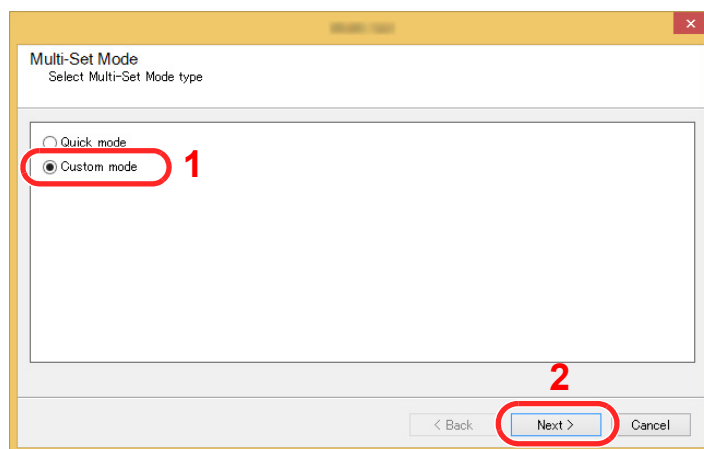 Multi-Set Mode
Select Multi-Set Mode type
Quick mode
Custom mode
1
2
< Back
Next >
Cancel